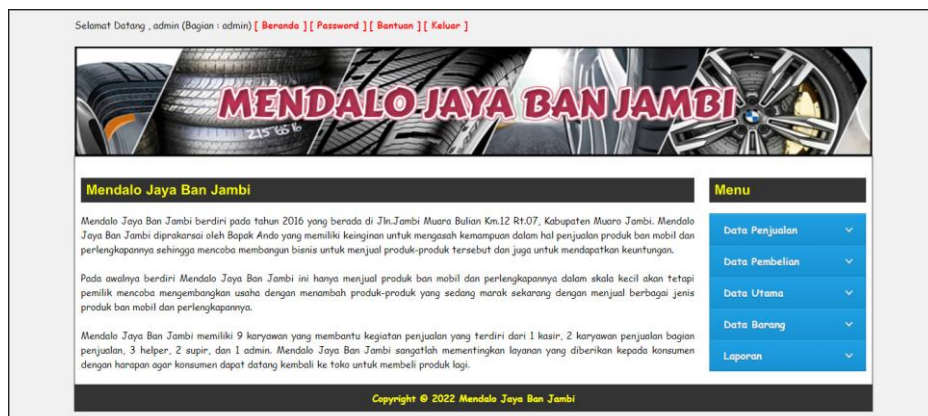 Selamat Datang , admin (Bagian : admin) [ Beranda ] [ Password ] [ Bantuan ] [ Keluar ]
MENDALO JAYA BAN JAMBI
215 65 16
Mendalo Jaya Ban Jambi
Mendalo Jaya Ban Jambi berdiri pada tahun 2016 yang berada di Jln.Jambi Muara Bulian Km.12 Rt.07, Kabupaten Muaro Jambi. Mendalo
Jaya Ban Jambi diprakarsai oleh Bapak Ando yang memiliki keinginan untuk mengasah kemampuan dalam hal penjualan produk ban mobil dan
perlengkapannya sehingga mencoba membangun bisnis untuk menjual produk-produk tersebut dan juga untuk mendapatkan keuntungan.
Pada awalnya berdiri Mendalo Jaya Ban Jambi ini hanya menjual produk ban mobil dan perlengkapannya dalam skala kecil akan tetapi
pemilik mencoba mengembangkan usaha dengan menambah produk-produk yang sedang marak sekarang dengan menjual berbagai jenis
produk ban mobil dan perlengkapannya.
Mendalo Jaya Ban Jambi memiliki 9 karyawan yang membantu kegiatan penjualan yang terdiri dari 1 kasir, 2 karyawan penjualan bagian
penjualan, 3 helper, 2 supir, dan 1 admin. Mendalo Jaya Ban Jambi sangatlah mementingkan layanan yang diberikan kepada konsumen
dengan harapan agar konsumen dapat datang kembali ke toko untuk membeli produk lagi.
Menu
Data Penjualan
Data Pembelian
Data Utama
Data Barang
Laporan
Copyright © 2022 Mendalo Jaya Ban Jambi